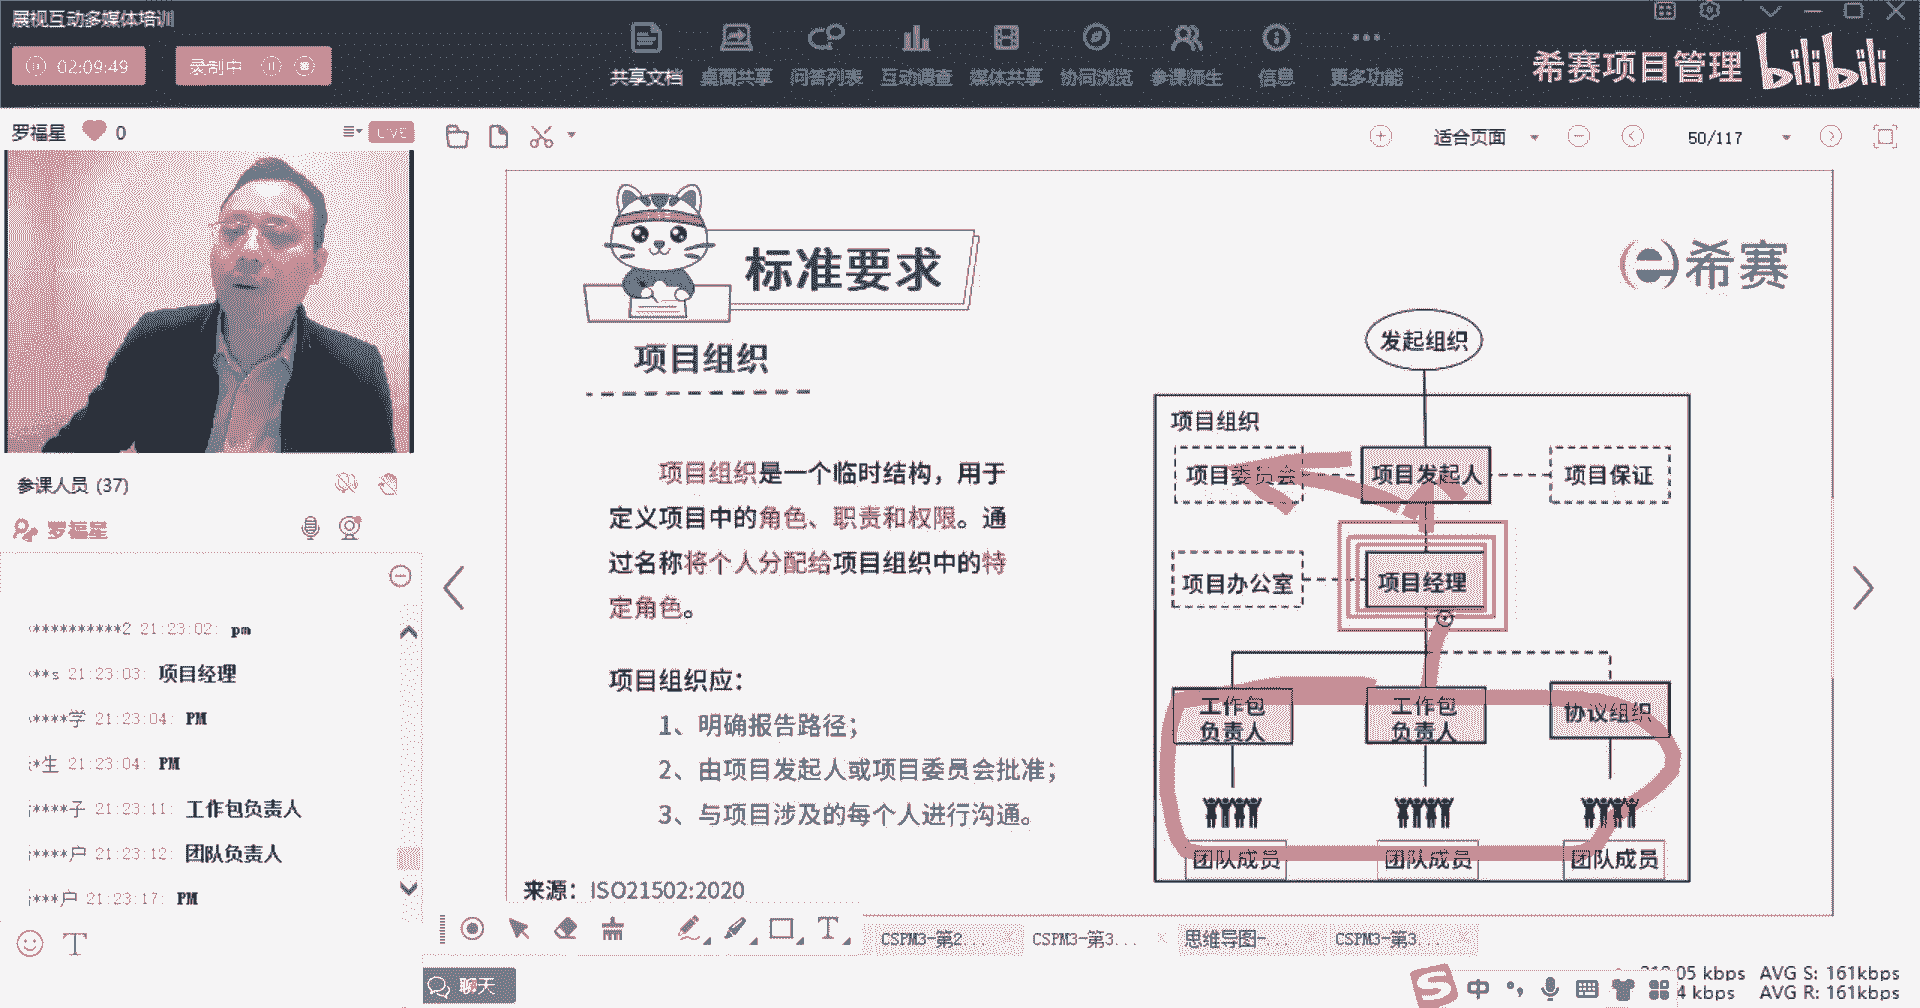 展视互动多媒体培训
02:09:49
录制中
共享文档 桌面共享 问答列表 互动调查 媒体共享 协同浏览 参课师生 信息 更多功能
希赛项目管理 bilibili
罗福星 0
LIVE
适合页面
50/117
标准要求
希赛
项目组织
项目组织是一个临时结构，用于
定义项目中的角色、职责和权限。通
过名称将个人分配给项目组织中的特
定角色。
项目组织应：
1、明确报告路径；
2、由项目发起人或项目委员会批准；
3、与项目涉及的每个人进行沟通。
来源：ISO21502:2020
发起组织
项目组织
项目委员会 项目发起人 项目保证
项目办公室 项目经理
工作包
负责人
工作包
负责人
协议组织
团队成员 团队成员 团队成员
参课人员 (37)
罗福星
**********2 21:23:02: pm
**s 21:23:03: 项目经理
****学 21:23:04: PM
*生 21:23:04: PM
****子 21:23:11: 工作包负责人
****户 21:23:12: 团队负责人
***户 21:23:17: PM
T
T
CSPM3-第2... CSPM3-第3... 思维导图-... CSPM3-第3...
聊天
中
05 kbps AVG S: 161kbps
4 kbps AVG R: 161kbps